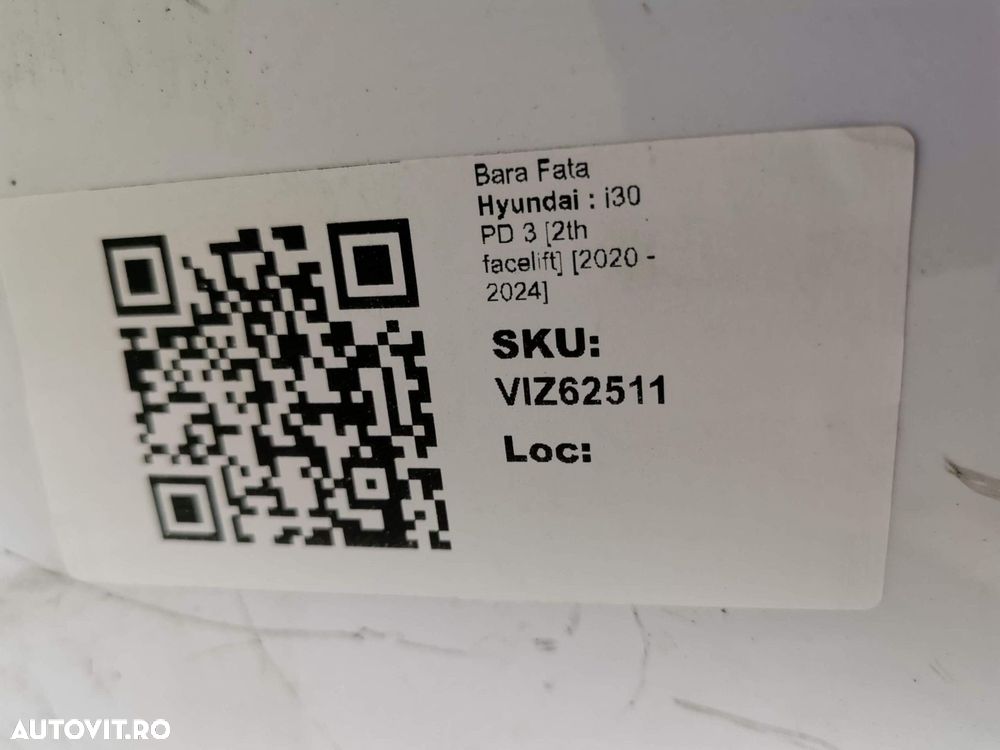 Bara Fata
Hyundai : i30
PD 3 [2th
facelift] [2020 -
2024]
SKU:
VIZ62511
Loc:
AUTOVIT.RO